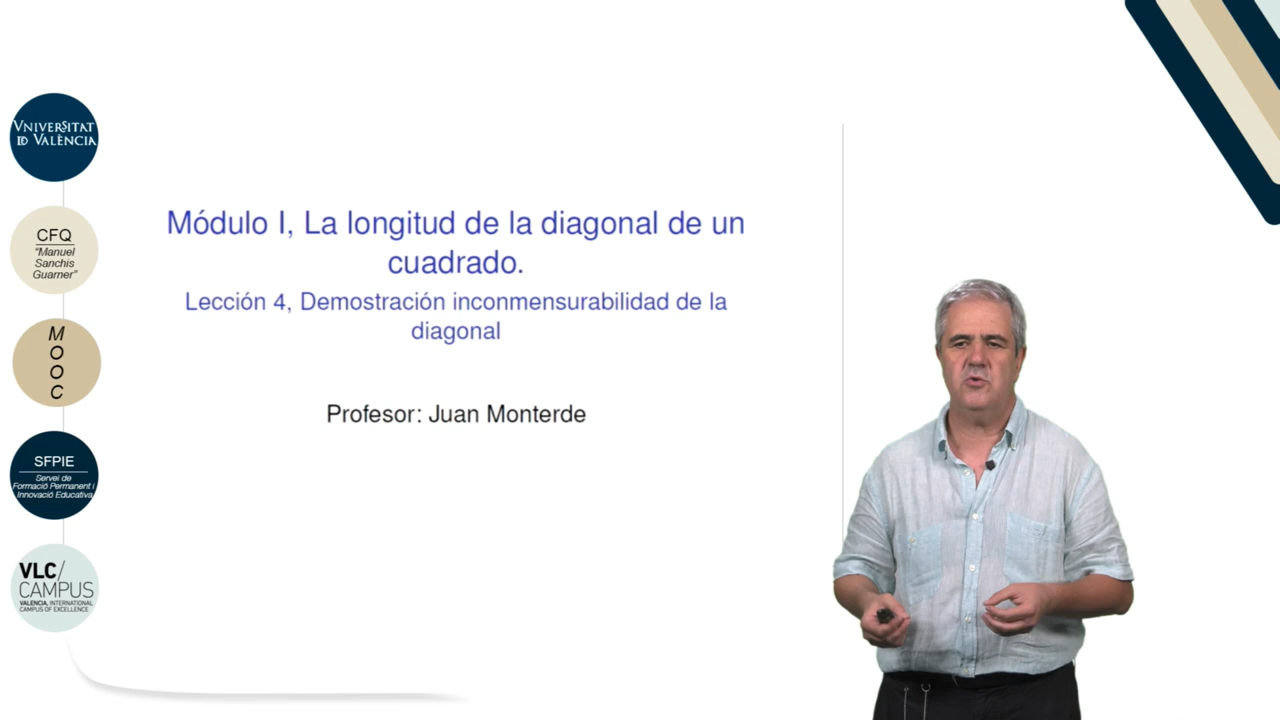 VNIVERSITAT
ID VALÈNCIA
CFQ
“Manuel
Sanchis
Guarner”
M
O
O
C
SFPIE
Servei de
Formació Permanent i
Innovació Educativa
VLC/
CAMPUS
VALENCIA, INTERNATIONAL
CAMPUS OF EXCELLENCE
Módulo I, La longitud de la diagonal de un
cuadrado.
Lección 4, Demostración inconmensurabilidad de la
diagonal
Profesor: Juan Monterde